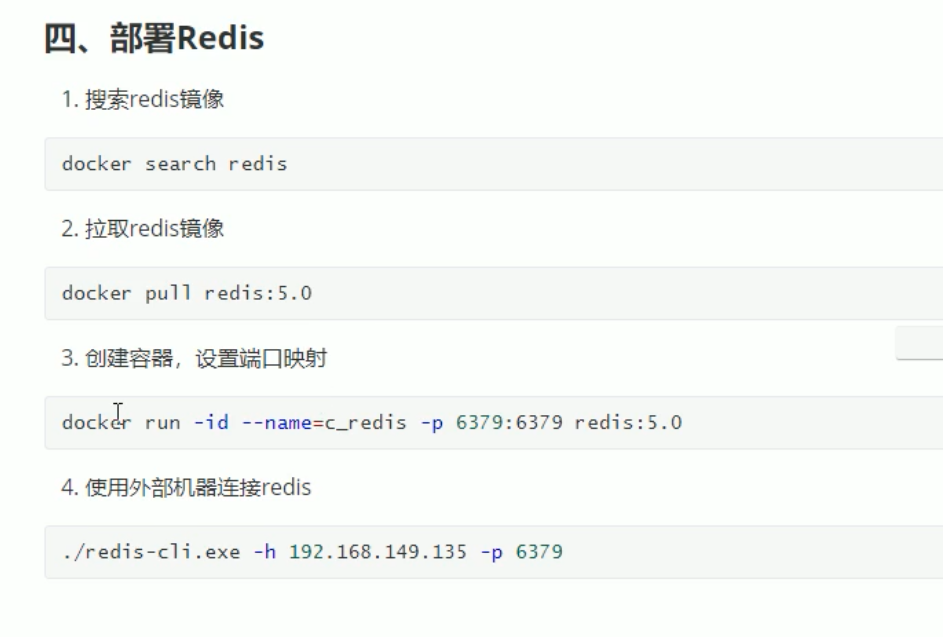 四、部署Redis
1. 搜索redis镜像
docker search redis
2. 拉取redis镜像
docker pull redis:5.0
3. 创建容器，设置端口映射
docker run -id --name=c_redis -p 6379:6379 redis:5.0
4. 使用外部机器连接redis
./redis-cli.exe -h 192.168.149.135 -p 6379